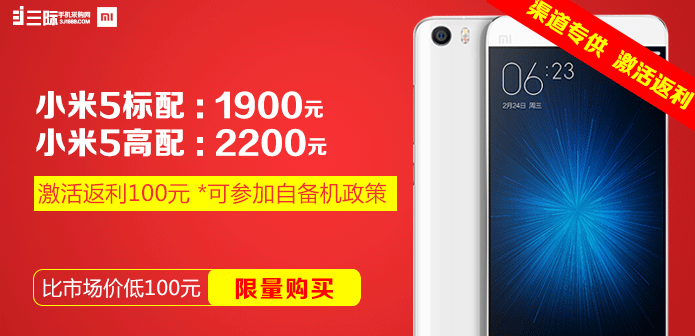 三际手机采购网
3J1688.COM
MI
渠道专供 激活返利
小米5标配：1900元
小米5高配：2200元
激活返利100元 *可参加自备机政策
比市场价低100元
限量购买
MI
06:23
2月24日 周三